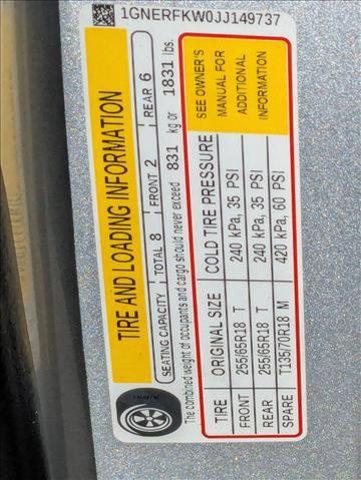 1GNERFKW0JJ149737
TIRE AND LOADING INFORMATION
SEATING CAPACITY TOTAL 8 FRONT 2 REAR 6
The combined weight of occupants and cargo should never exceed 831 kg or 1831 lbs.
TIRE ORIGINAL SIZE COLD TIRE PRESSURE
FRONT 255/65R18 T 240 kPa, 35 PSI
REAR 255/65R18 T 240 kPa, 35 PSI
SPARE T135/70R18 M 420 kPa, 60 PSI
SEE OWNER'S
MANUAL FOR
ADDITIONAL
INFORMATION